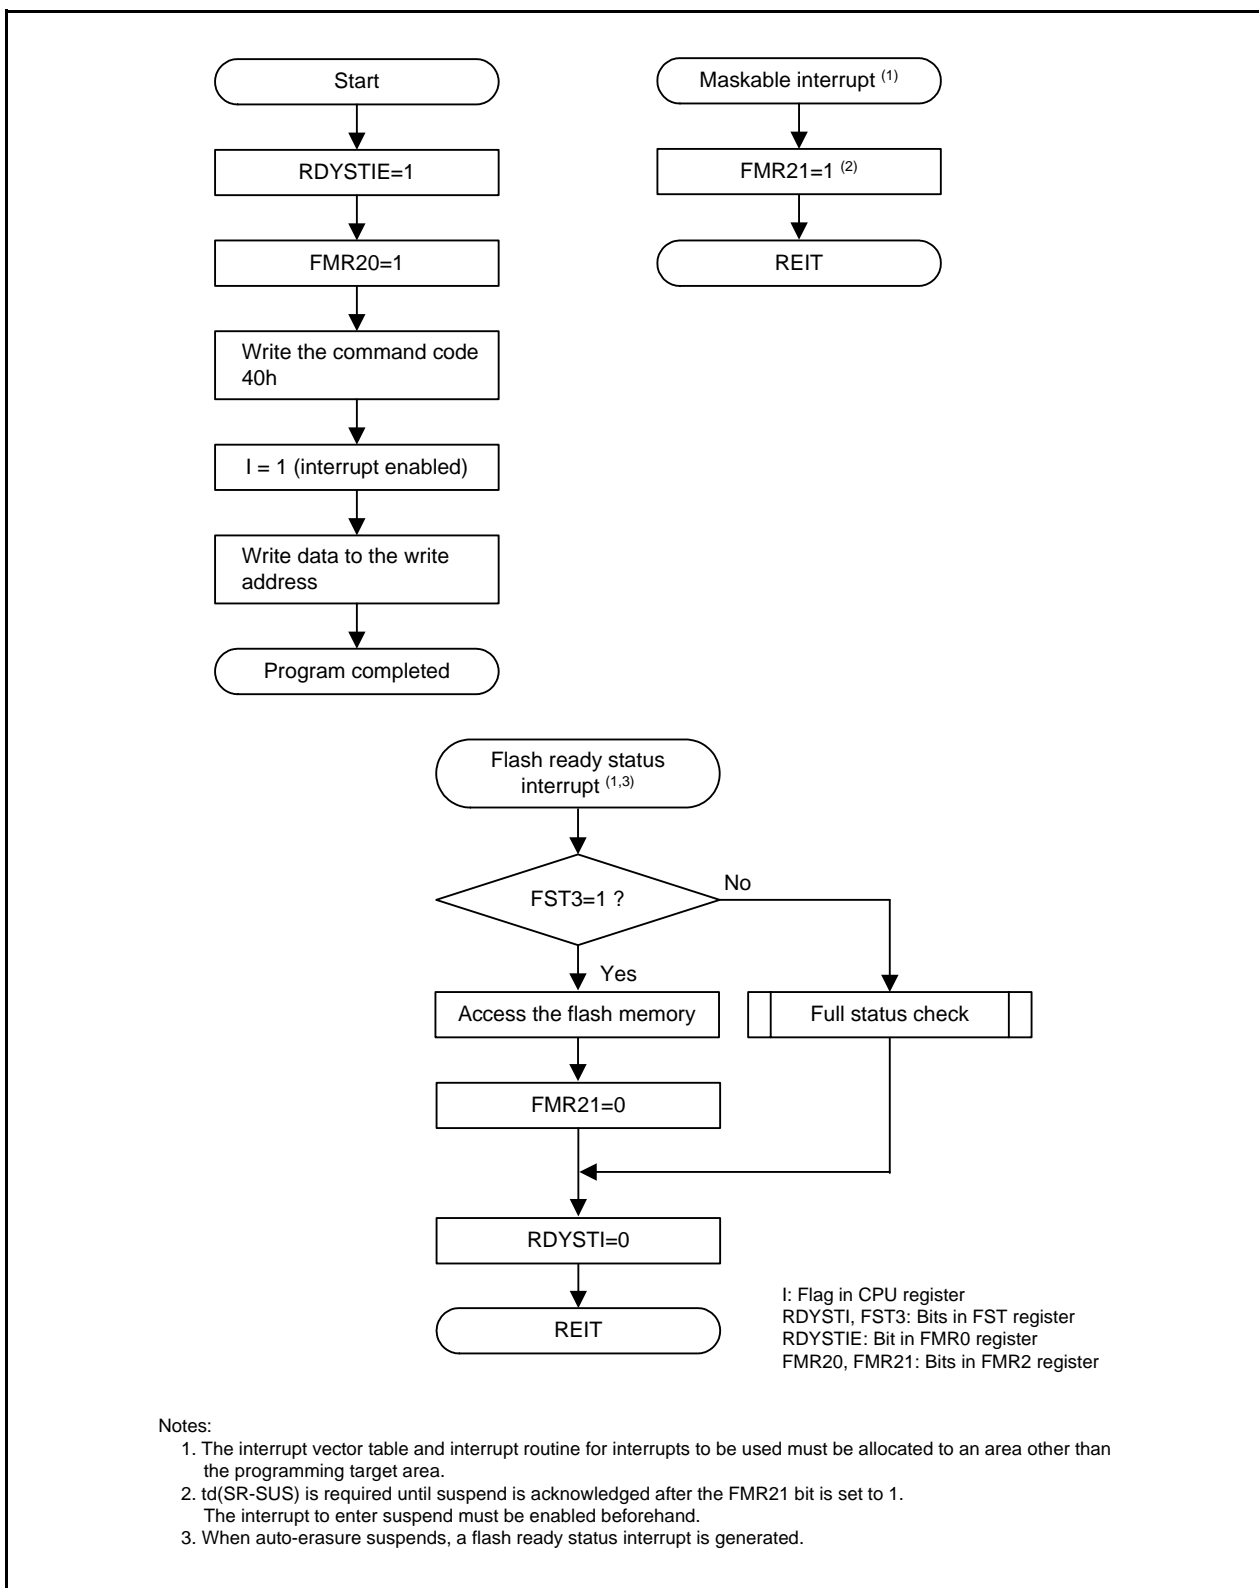 Start
Maskable interrupt (1)
RDYSTIE=1
FMR21=1 (2)
FMR20=1
REIT
Write the command code
40h
I = 1 (interrupt enabled)
Write data to the write
address
Program completed
Flash ready status
interrupt (1,3)
FST3=1 ?
No
Yes
Access the flash memory
Full status check
FMR21=0
RDYSTI=0
REIT
I: Flag in CPU register
RDYSTI, FST3: Bits in FST register
RDYSTIE: Bit in FMR0 register
FMR20, FMR21: Bits in FMR2 register
Notes:
1. The interrupt vector table and interrupt routine for interrupts to be used must be allocated to an area other than
the programming target area.
2. td(SR-SUS) is required until suspend is acknowledged after the FMR21 bit is set to 1.
The interrupt to enter suspend must be enabled beforehand.
3. When auto-erasure suspends, a flash ready status interrupt is generated.